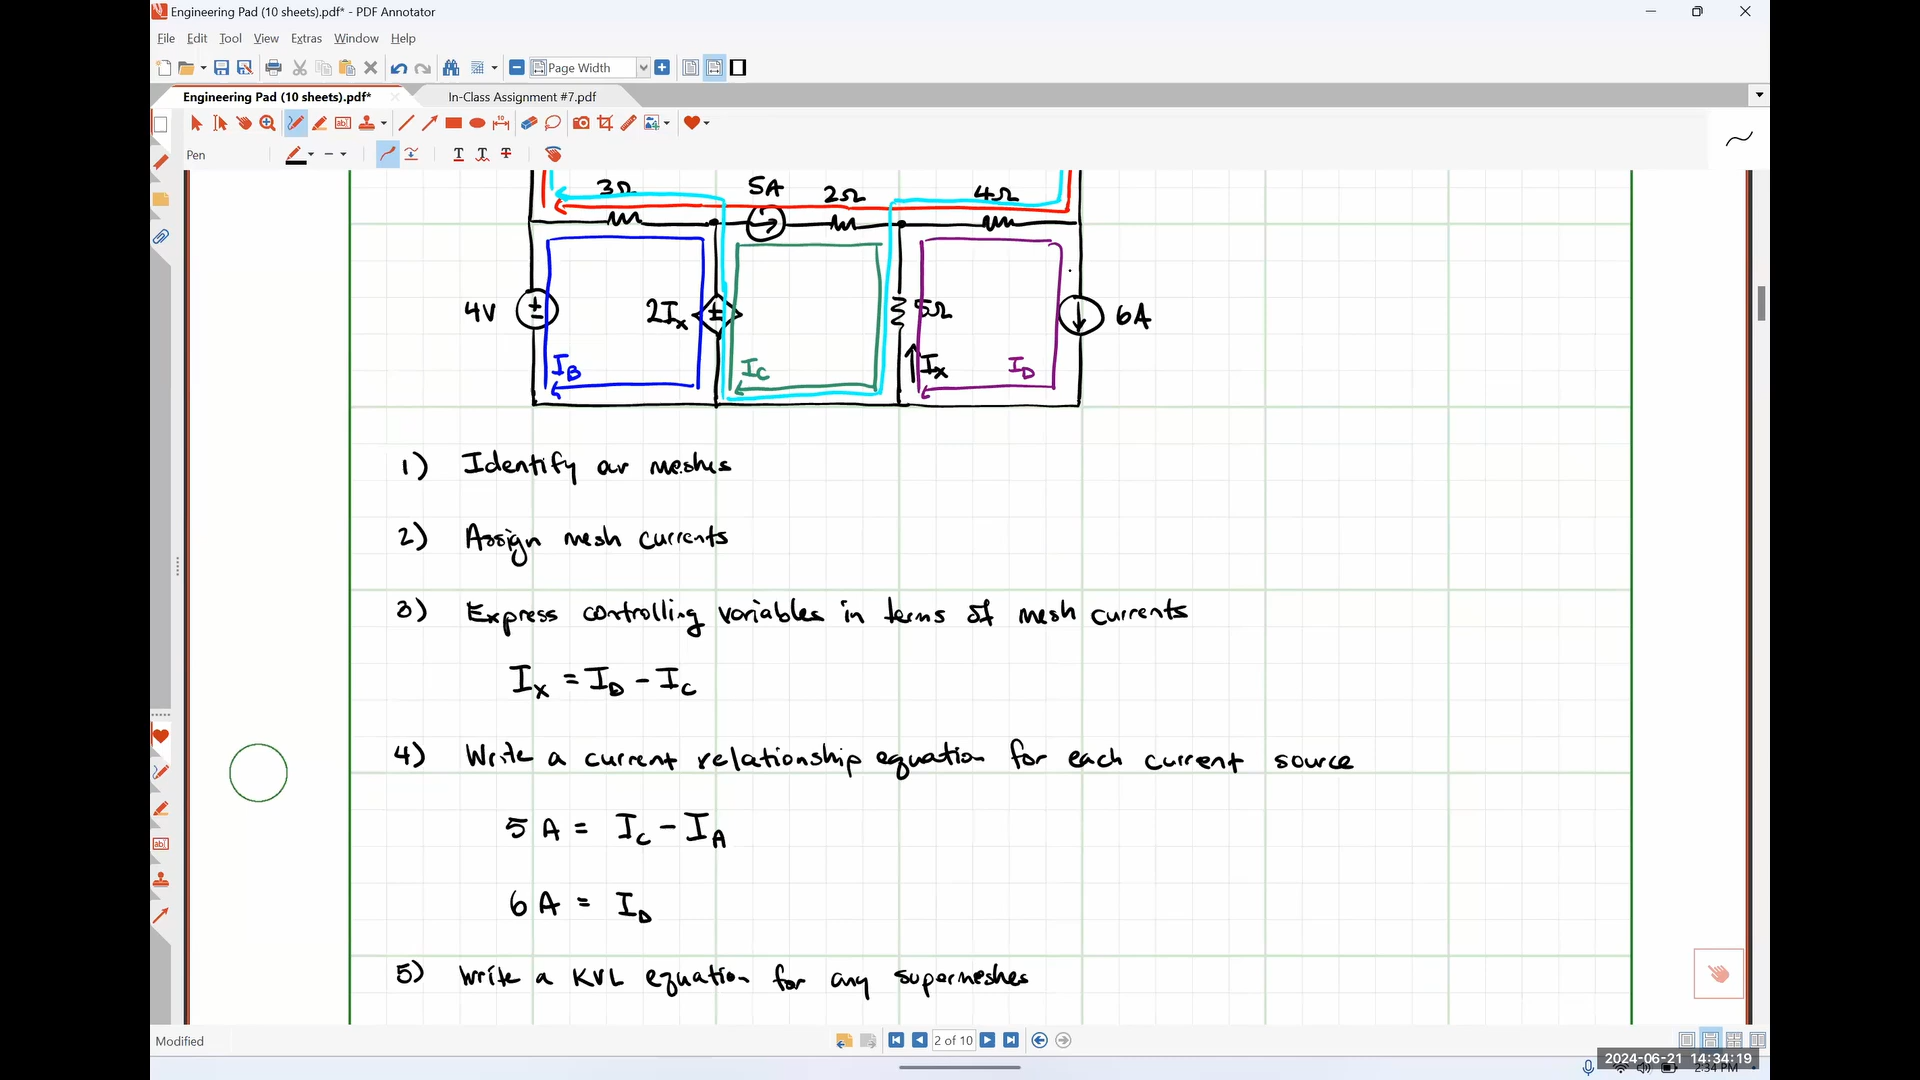 Engineering Pad (10 sheets).pdf* - PDF Annotator
File Edit Tool View Extras Window Help
Page Width
Engineering Pad (10 sheets).pdf* In-Class Assignment #7.pdf
Pen
3Ω 5A 2Ω 4Ω
4V 2Ix 5Ω 6A
IB IC Ix ID
1) Identify our meshes
2) Assign mesh currents
3) Express controlling variables in terms of mesh currents
Ix = ID - IC
4) Write a current relationship equation for each current source
5 A = IC - IA
6 A = ID
5) Write a KVL equation for any supermeshes
Modified 2 of 10
2024-06-21 14:34:19
2:34 PM